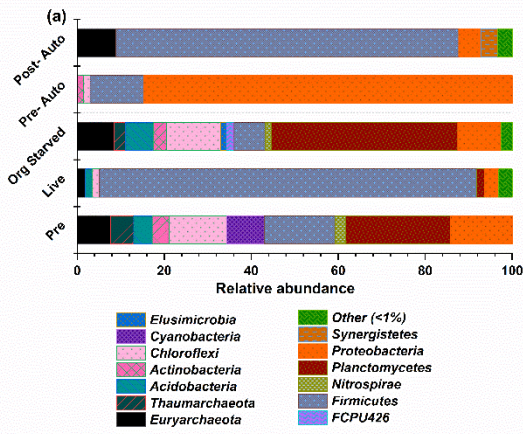 (a)
Post- Auto
Pre- Auto
Org Starved
Live
Pre
0 20 40 60 80 100
Relative abundance
Elusimicrobia
Cyanobacteria
Chloroflexi
Actinobacteria
Acidobacteria
Thaumarchaeota
Euryarchaeota
Other (<1%)
Synergistetes
Proteobacteria
Planctomycetes
Nitrospirae
Firmicutes
FCPU426